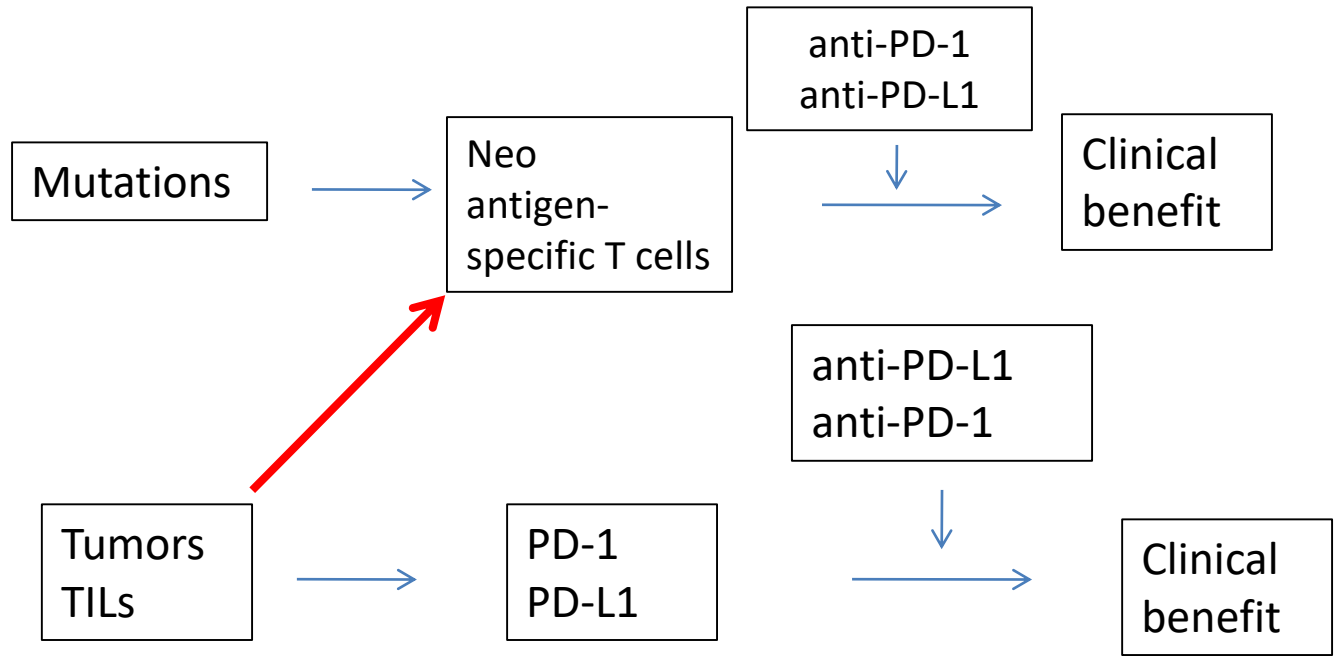 anti-PD-1
anti-PD-L1
Mutations
Neo
antigen-
specific T cells
Clinical
benefit
anti-PD-L1
anti-PD-1
Tumors
TILs
PD-1
PD-L1
Clinical
benefit